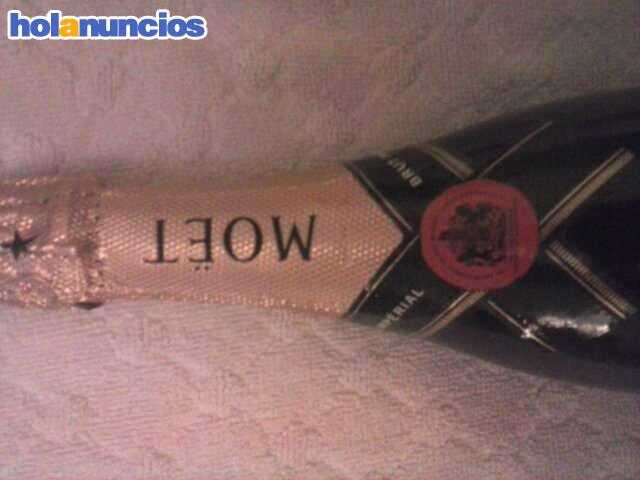 holanuncios
MOËT
BRUT
IMPERIAL